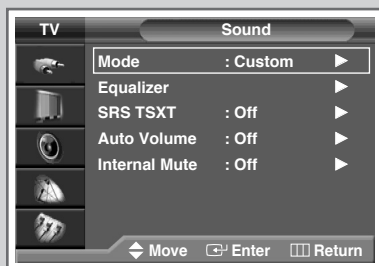 TV Sound
Mode : Custom
Equalizer
SRS TSXT : Off
Auto Volume : Off
Internal Mute : Off
Move Enter Return